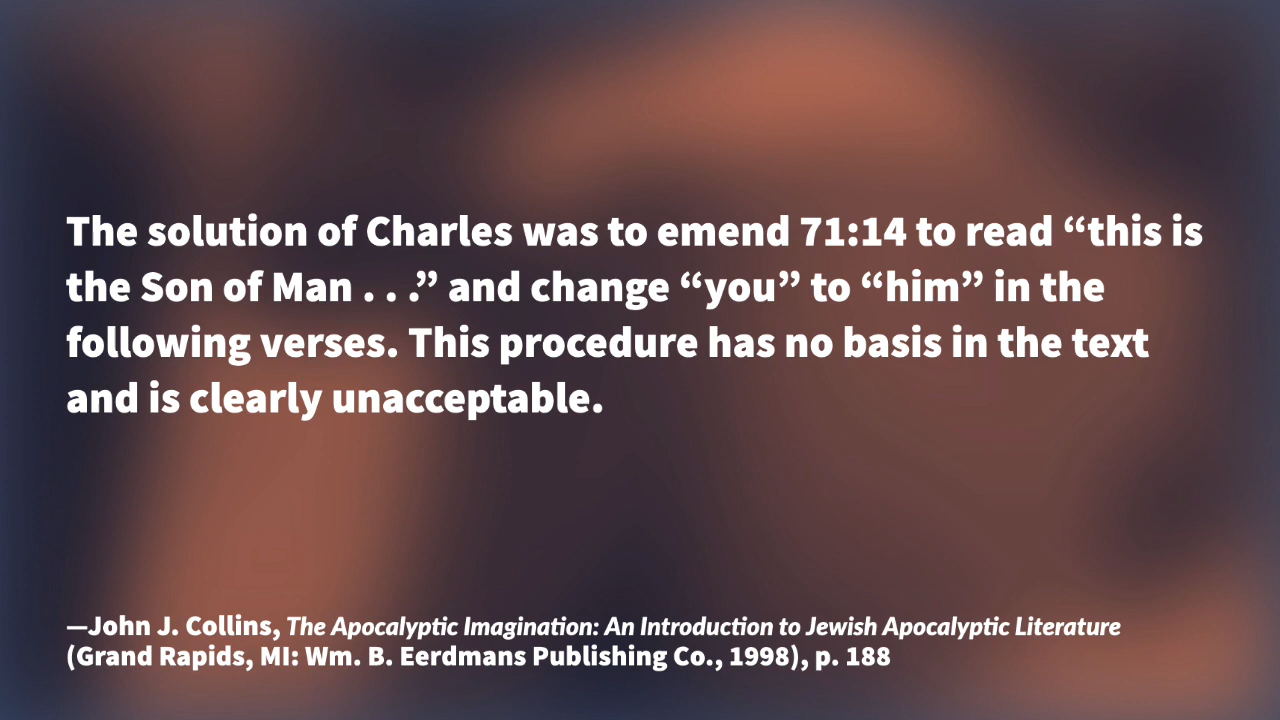 The solution of Charles was to emend 71:14 to read “this is
the Son of Man . . .” and change “you” to “him” in the
following verses. This procedure has no basis in the text
and is clearly unacceptable.
—John J. Collins, The Apocalyptic Imagination: An Introduction to Jewish Apocalyptic Literature
(Grand Rapids, MI: Wm. B. Eerdmans Publishing Co., 1998), p. 188